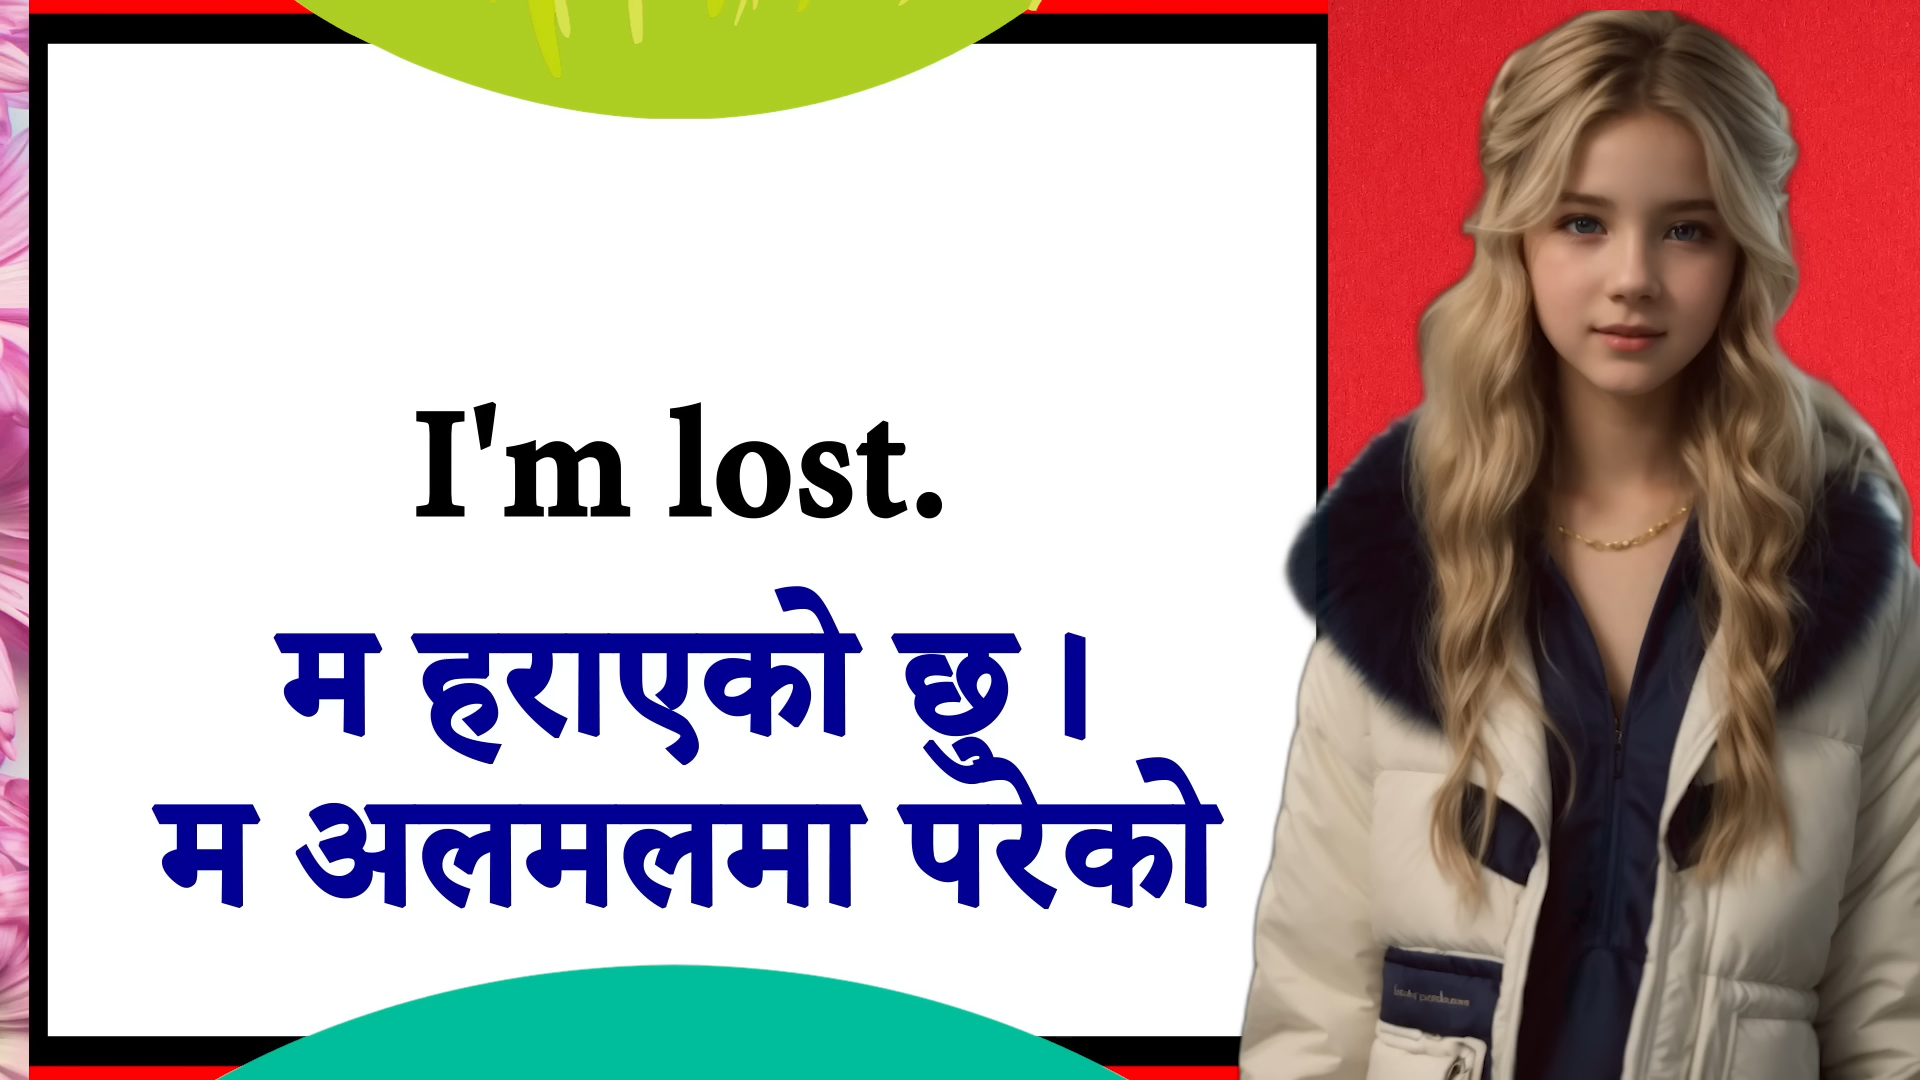 I'm lost.
म हराएको छु ।
म अलमलमा परेको